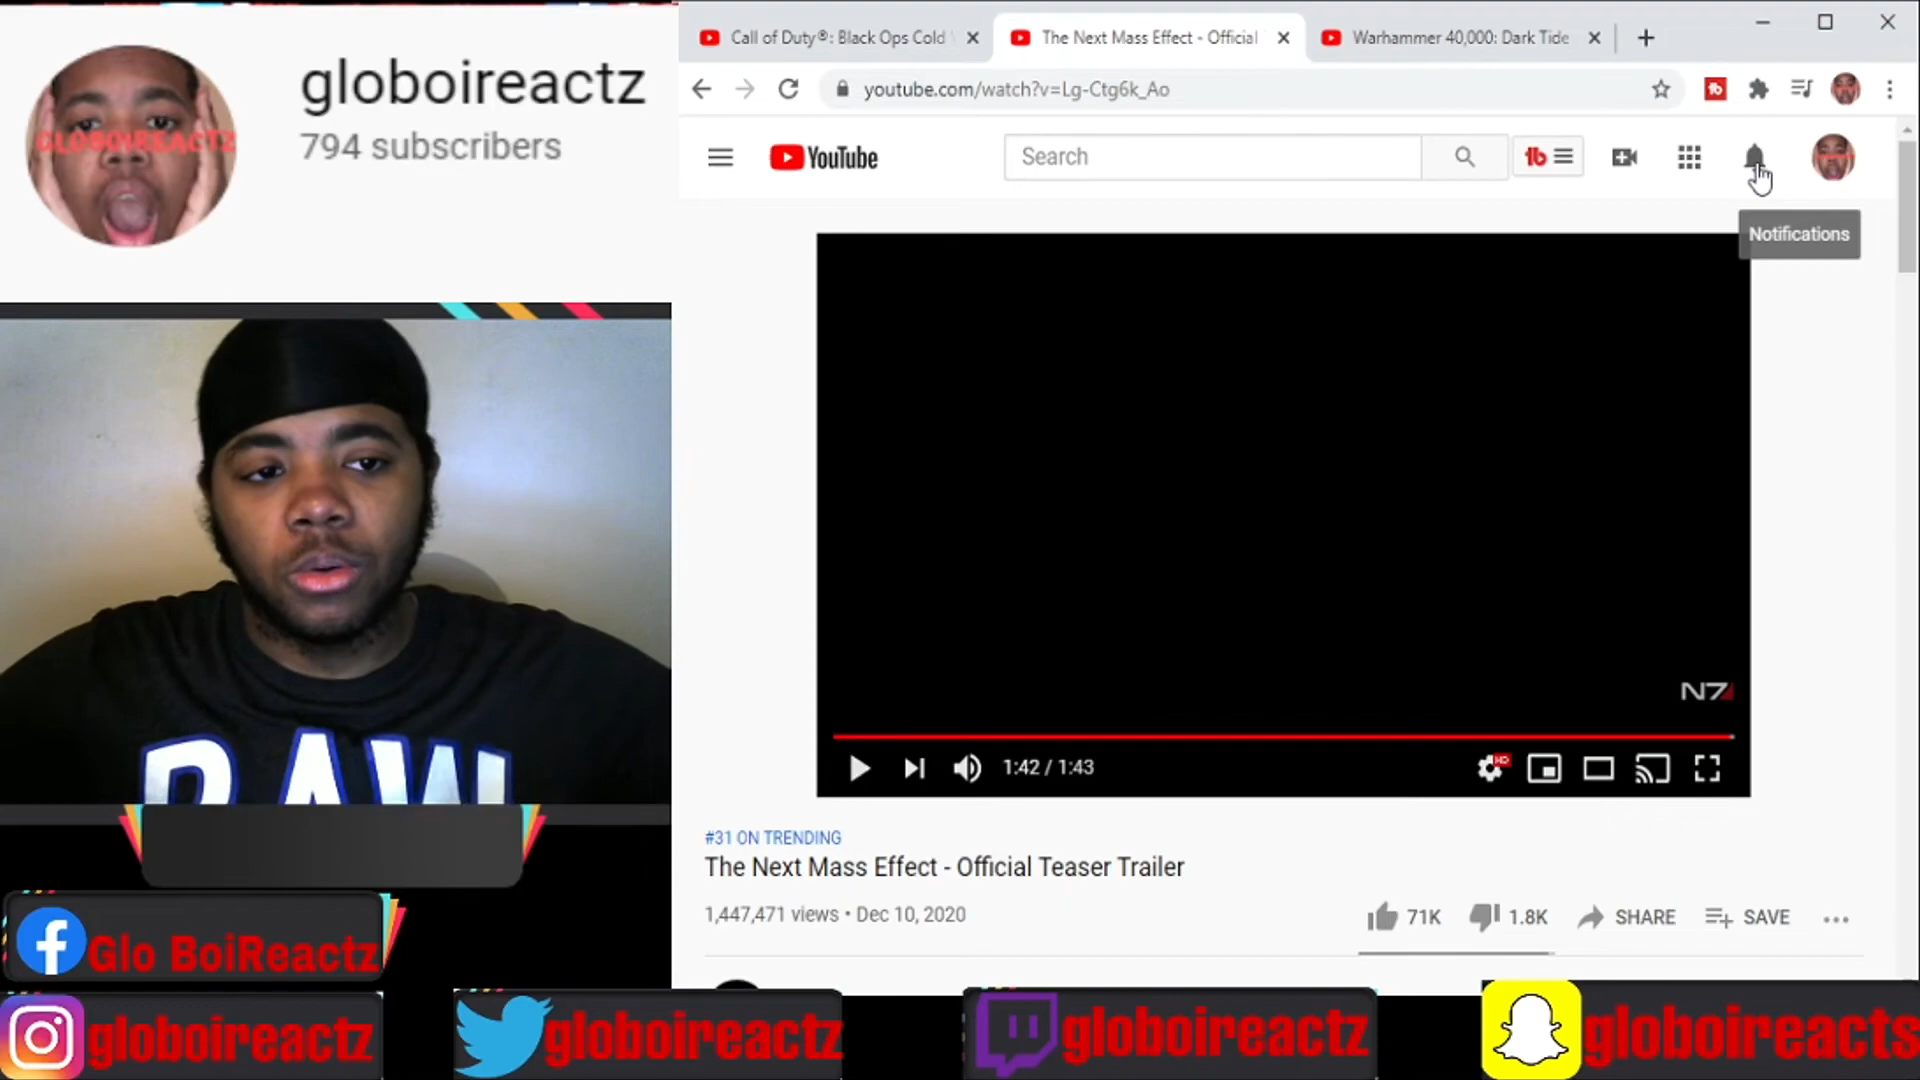 globoireactz
794 subscribers
GLOBOIREACTZ
Call of Duty®: Black Ops Cold
The Next Mass Effect - Official
Warhammer 40,000: Dark Tide
youtube.com/watch?v=Lg-Ctg6k_Ao
YouTube
Search
Notifications
N7
HD
1:42 / 1:43
#31 ON TRENDING
The Next Mass Effect - Official Teaser Trailer
1,447,471 views • Dec 10, 2020
71K
1.8K
SHARE
SAVE
RAW
Glo BoiReactz
globoireactz
globoireactz
globoireactz
globoireacts